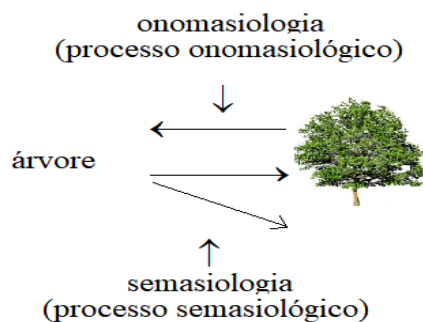 onomasiologia
(processo onomasiológico)
árvore
semasiologia
(processo semasiológico)